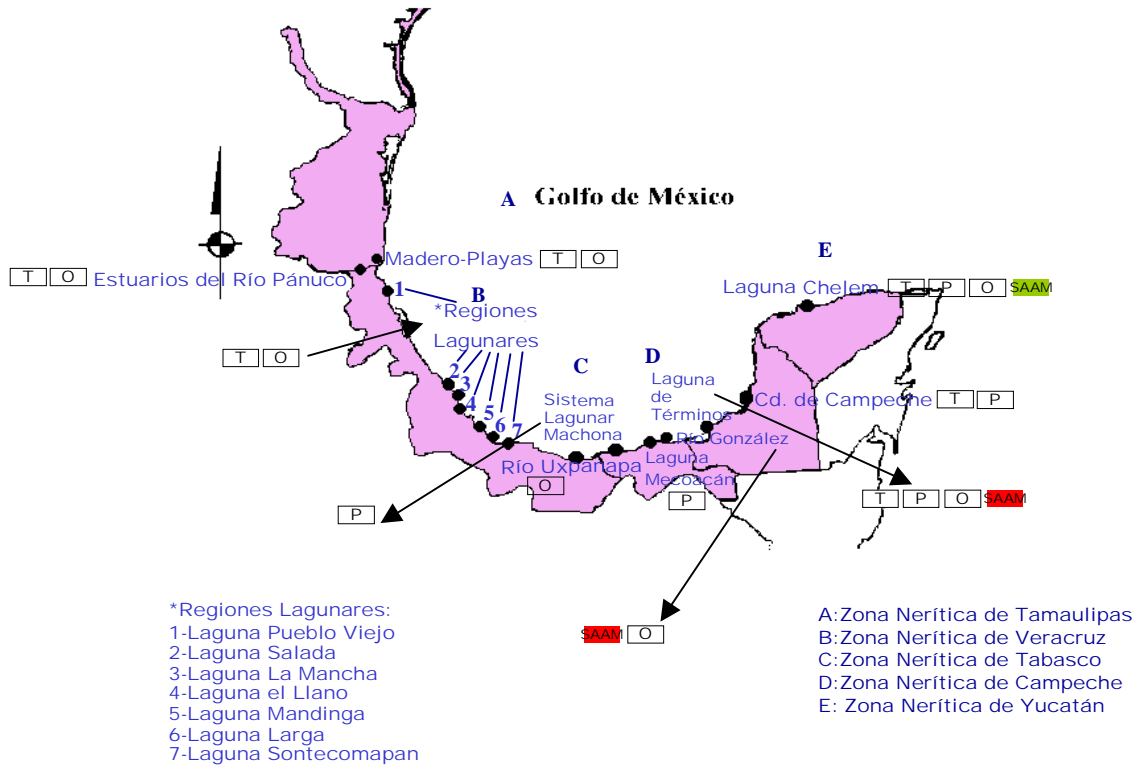 A Golfo de México
E
Madero-Playas T O
T O Estuarios del Río Pánuco
Laguna Chelem T P O SAAM
1
B
*Regiones
Lagunares
T O
2
3
4
5
6
7
C
Sistema
Lagunar
Machona
D
Laguna
de
Términos
Cd. de Campeche T P
Río González
Río Uxpanapa
O
Laguna
Mecoacán
P
P
T P O SAAM
SAAM O
*Regiones Lagunares:
1-Laguna Pueblo Viejo
2-Laguna Salada
3-Laguna La Mancha
4-Laguna el Llano
5-Laguna Mandinga
6-Laguna Larga
7-Laguna Sontecomapan
A:Zona Nerítica de Tamaulipas
B:Zona Nerítica de Veracruz
C:Zona Nerítica de Tabasco
D:Zona Nerítica de Campeche
E: Zona Nerítica de Yucatán